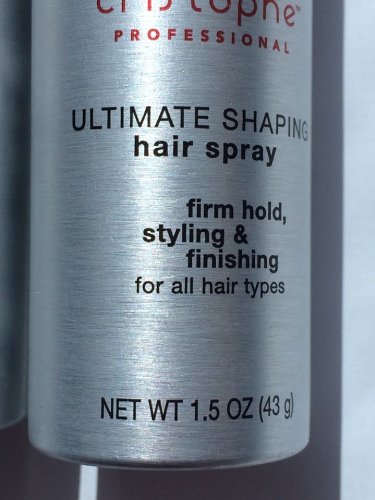 cristophe™
PROFESSIONAL
ULTIMATE SHAPING
hair spray
firm hold,
styling &
finishing
for all hair types
NET WT 1.5 OZ (43 g)